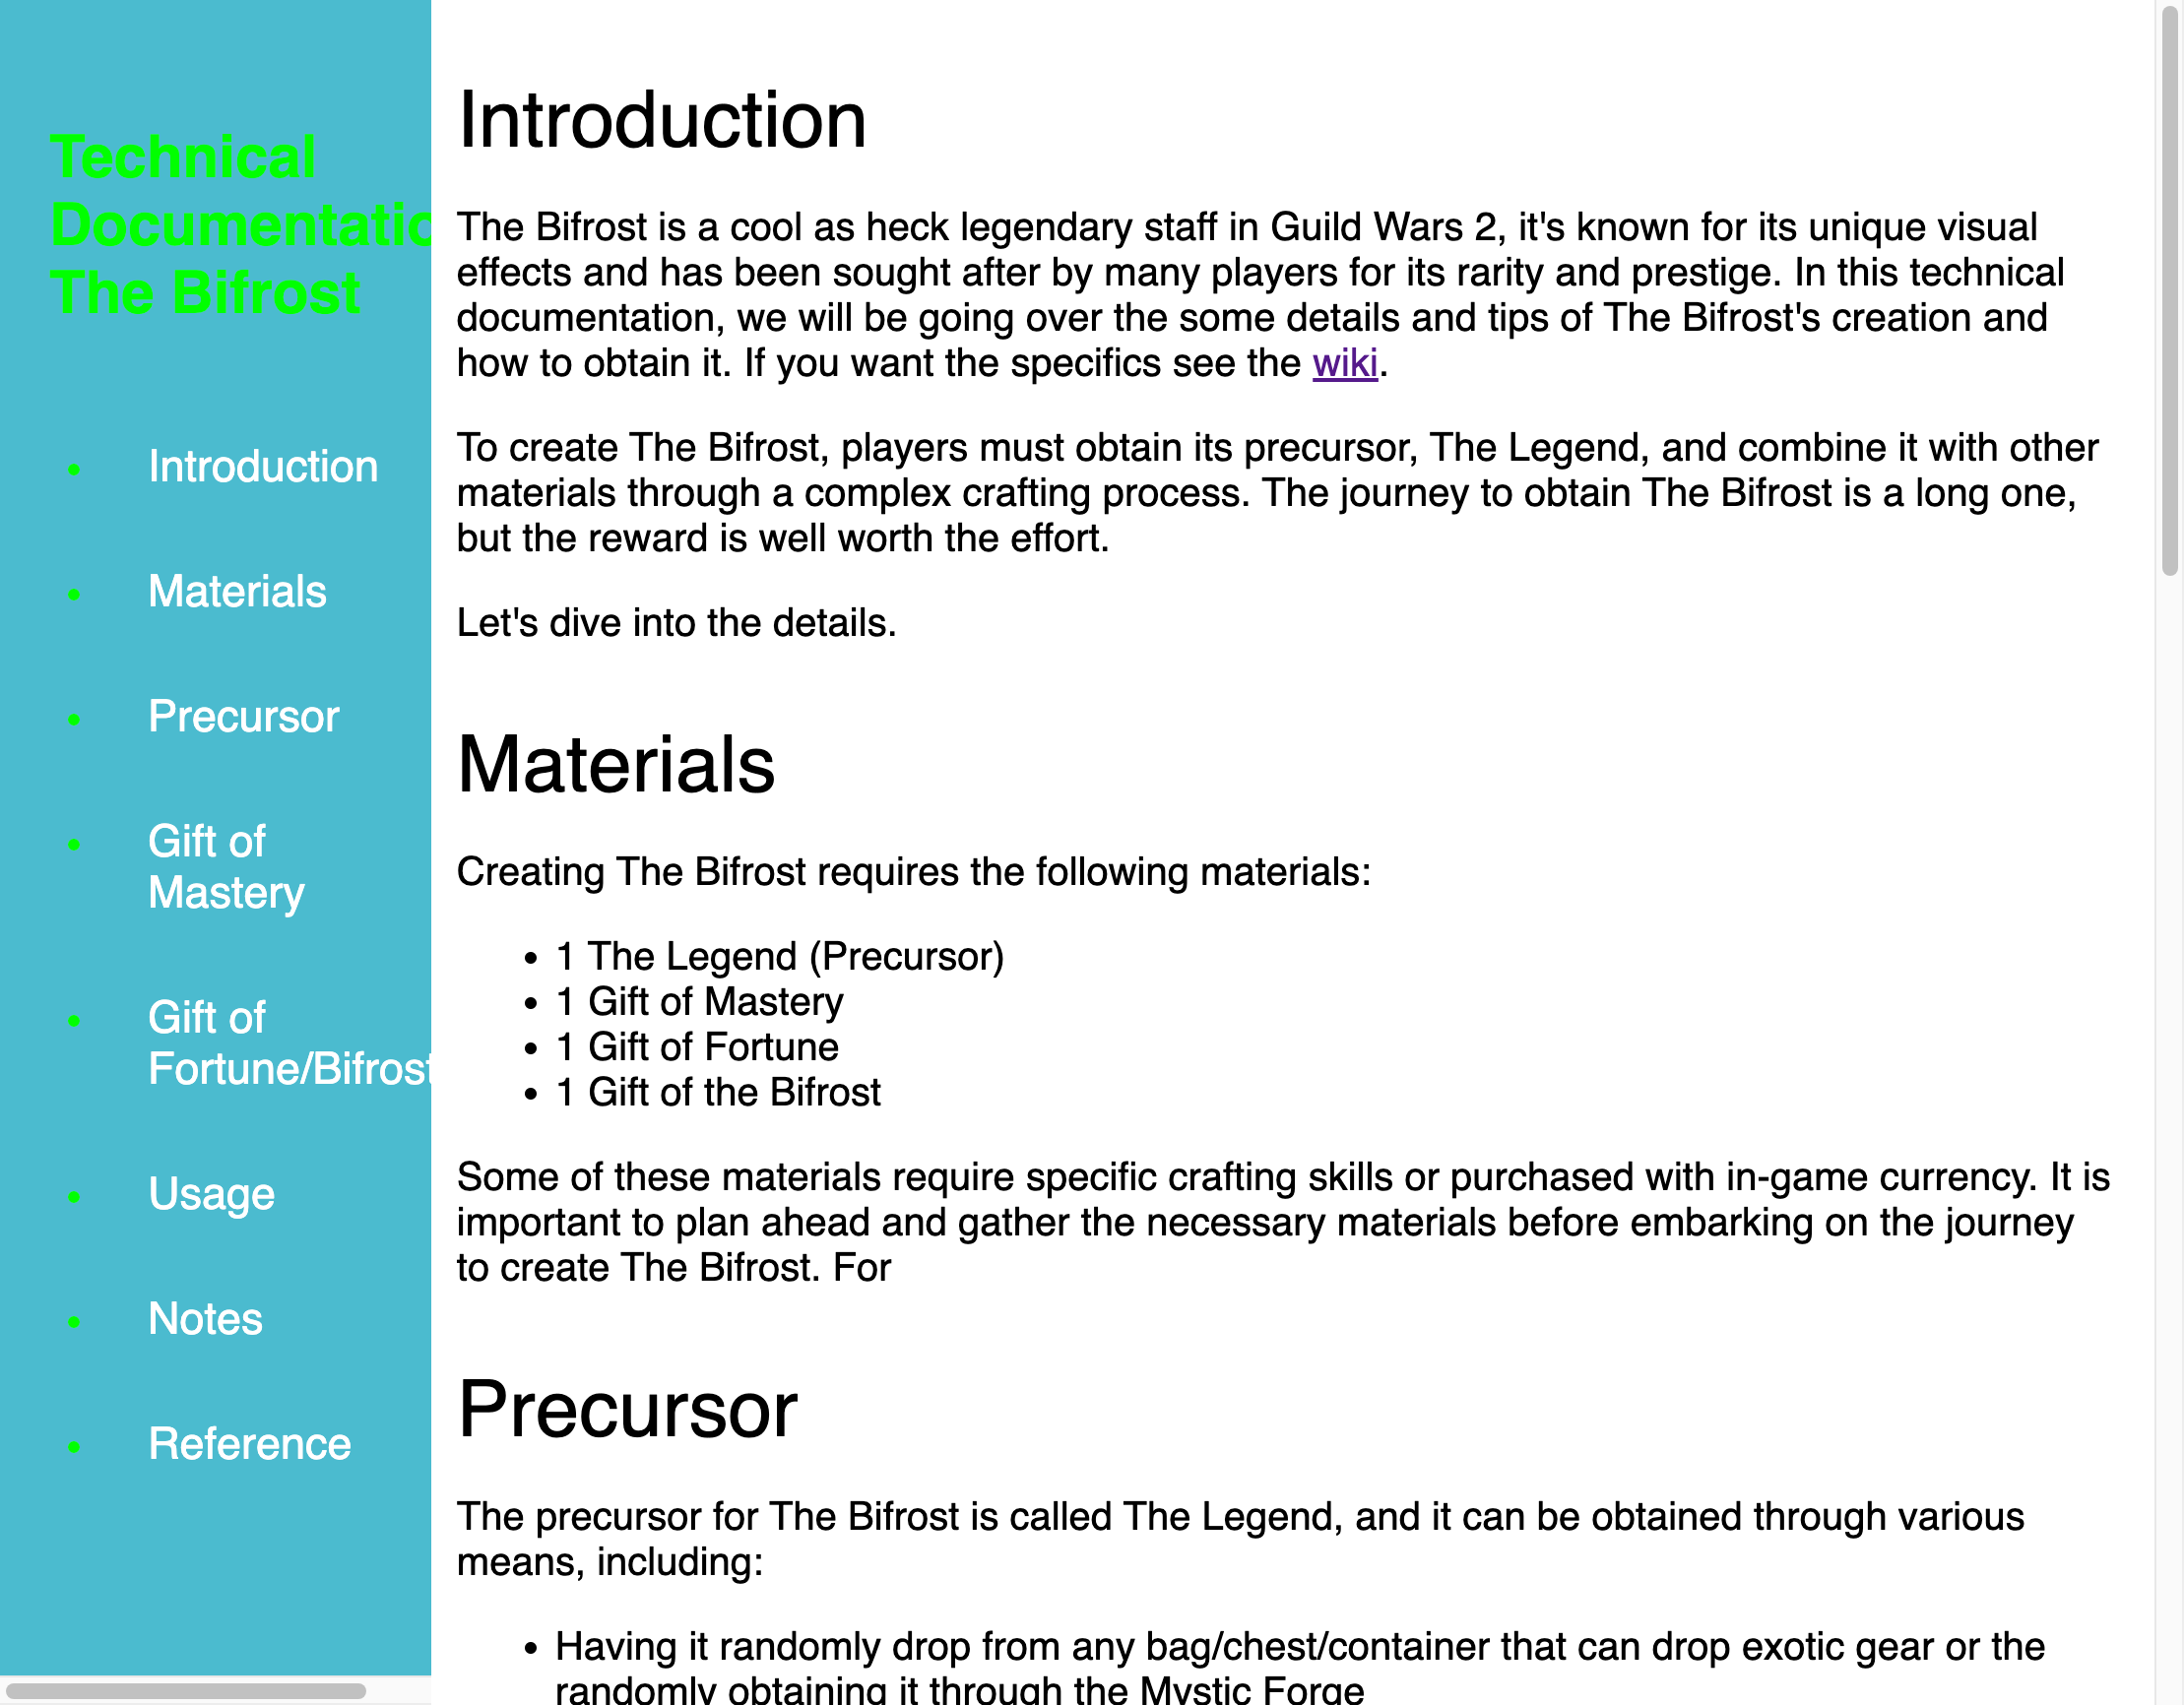 Technical
Documentatio
The Bifrost
Introduction
Materials
Precursor
Gift of
Mastery
Gift of
Fortune/Bifrost
Usage
Notes
Reference
Introduction
The Bifrost is a cool as heck legendary staff in Guild Wars 2, it's known for its unique visual
effects and has been sought after by many players for its rarity and prestige. In this technical
documentation, we will be going over the some details and tips of The Bifrost's creation and
how to obtain it. If you want the specifics see the wiki.
To create The Bifrost, players must obtain its precursor, The Legend, and combine it with other
materials through a complex crafting process. The journey to obtain The Bifrost is a long one,
but the reward is well worth the effort.
Let's dive into the details.
Materials
Creating The Bifrost requires the following materials:
• 1 The Legend (Precursor)
• 1 Gift of Mastery
• 1 Gift of Fortune
• 1 Gift of the Bifrost
Some of these materials require specific crafting skills or purchased with in-game currency. It is
important to plan ahead and gather the necessary materials before embarking on the journey
to create The Bifrost. For
Precursor
The precursor for The Bifrost is called The Legend, and it can be obtained through various
means, including:
• Having it randomly drop from any bag/chest/container that can drop exotic gear or the
randomly obtaining it through the Mystic Forge